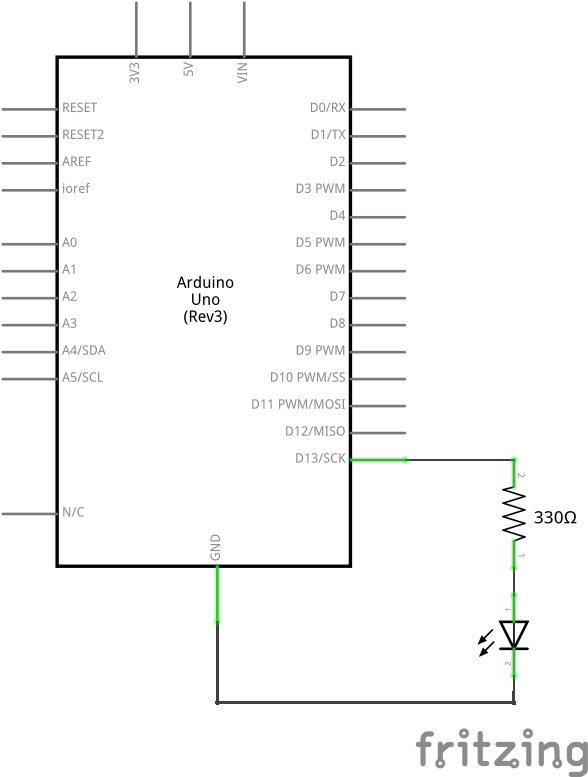 3V3
5V
VIN
RESET
RESET2
AREF
ioref
A0
A1
A2
A3
A4/SDA
A5/SCL
N/C
Arduino
Uno
(Rev3)
D0/RX
D1/TX
D2
D3 PWM
D4
D5 PWM
D6 PWM
D7
D8
D9 PWM
D10 PWM/SS
D11 PWM/MOSI
D12/MISO
D13/SCK
GND
2
330Ω
1
1
2
fritzing